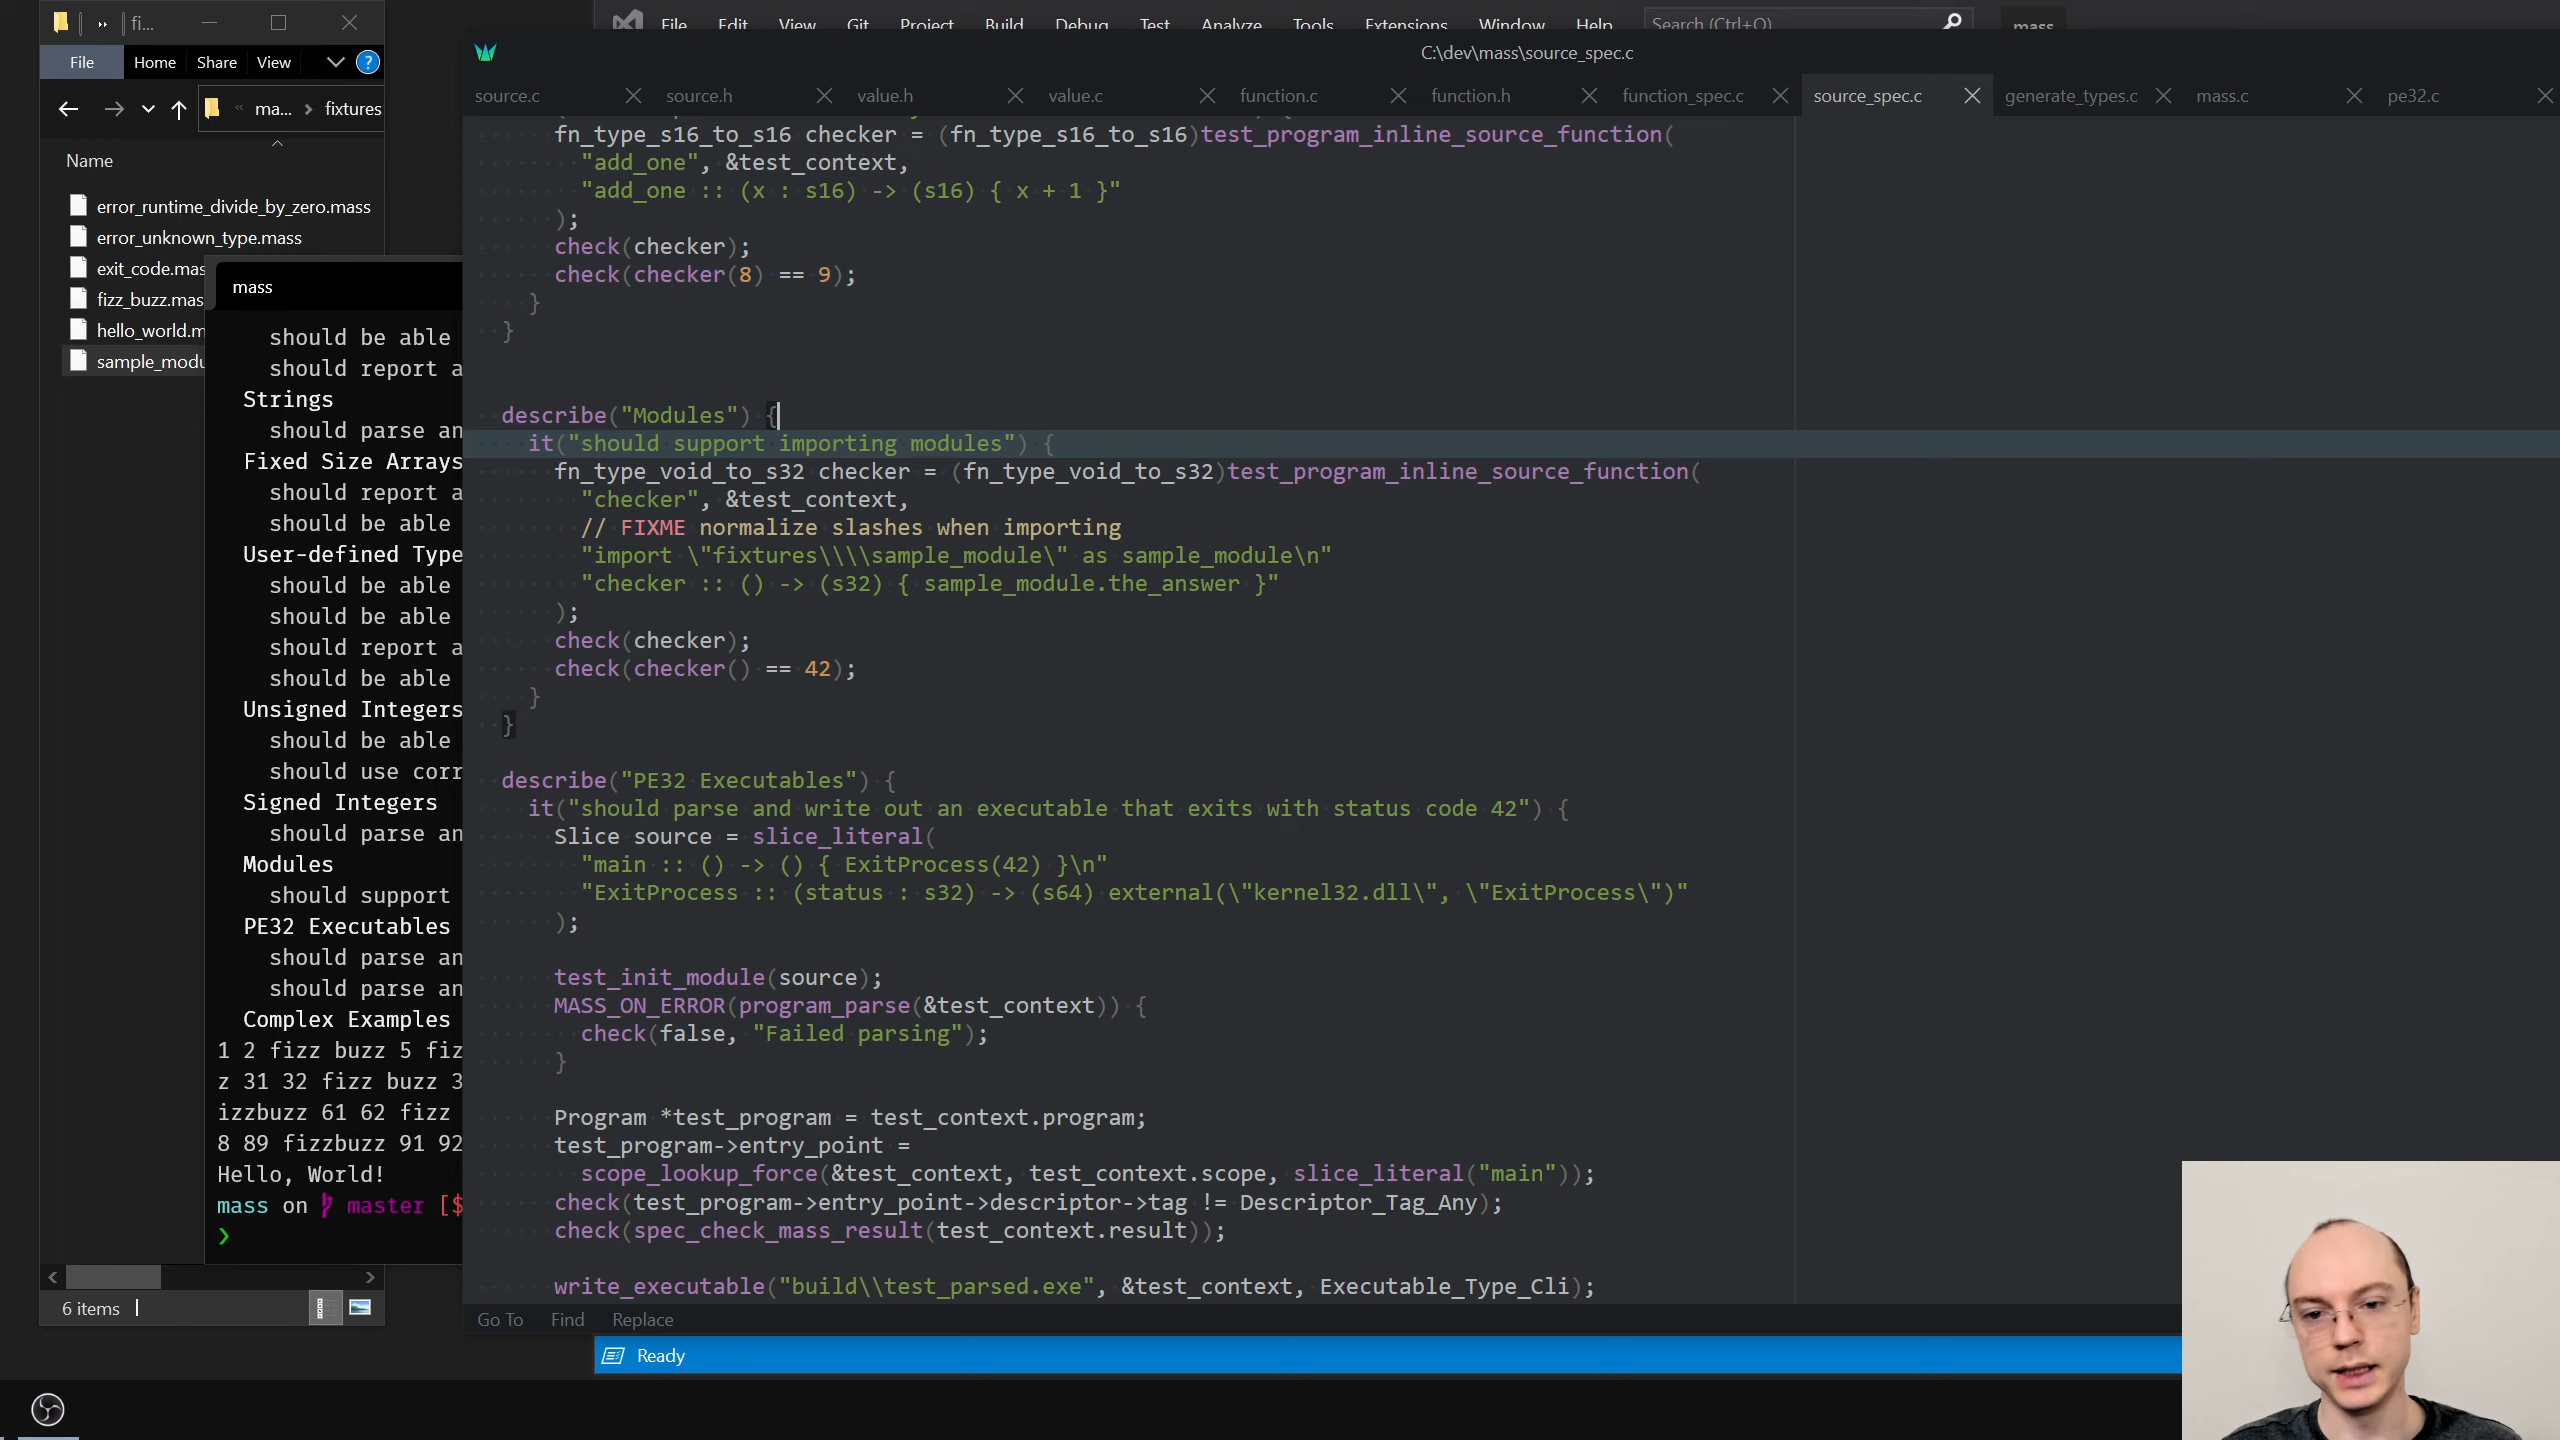 fi...
File Home Share View ?
« ma... › fixtures
Name
error_runtime_divide_by_zero.mass
error_unknown_type.mass
exit_code.mas
fizz_buzz.mas
hello_world.m
sample_modu
6 items
mass
should be able
should report a
Strings
should parse an
Fixed Size Arrays
should report a
should be able
User-defined Type
should be able
should be able
should report a
should be able
Unsigned Integers
should be able
should use corr
Signed Integers
should parse an
Modules
should support
PE32 Executables
should parse an
should parse an
Complex Examples
1 2 fizz buzz 5 fiz
z 31 32 fizz buzz 3
izzbuzz 61 62 fizz
8 89 fizzbuzz 91 92
Hello, World!
mass on master [$
❯
File Edit View Git Project Build Debug Test Analyze Tools Extensions Window Help Search (Ctrl+Q) mass
C:\dev\mass\source_spec.c
source.c source.h value.h value.c function.c function.h function_spec.c source_spec.c generate_types.c mass.c pe32.c
fn_type_s16_to_s16 checker = (fn_type_s16_to_s16)test_program_inline_source_function(
"add_one", &test_context,
"add_one :: (x : s16) -> (s16) { x + 1 }"
);
check(checker);
check(checker(8) == 9);
}
}
describe("Modules") {
it("should support importing modules") {
fn_type_void_to_s32 checker = (fn_type_void_to_s32)test_program_inline_source_function(
"checker", &test_context,
// FIXME normalize slashes when importing
"import \"fixtures\\\\sample_module\" as sample_module\n"
"checker :: () -> (s32) { sample_module.the_answer }"
);
check(checker);
check(checker() == 42);
}
}
describe("PE32 Executables") {
it("should parse and write out an executable that exits with status code 42") {
Slice source = slice_literal(
"main :: () -> () { ExitProcess(42) }\n"
"ExitProcess :: (status : s32) -> (s64) external(\"kernel32.dll\", \"ExitProcess\")"
);
test_init_module(source);
MASS_ON_ERROR(program_parse(&test_context)) {
check(false, "Failed parsing");
}
Program *test_program = test_context.program;
test_program->entry_point =
scope_lookup_force(&test_context, test_context.scope, slice_literal("main"));
check(test_program->entry_point->descriptor->tag != Descriptor_Tag_Any);
check(spec_check_mass_result(test_context.result));
write_executable("build\\test_parsed.exe", &test_context, Executable_Type_Cli);
Go To Find Replace
Ready